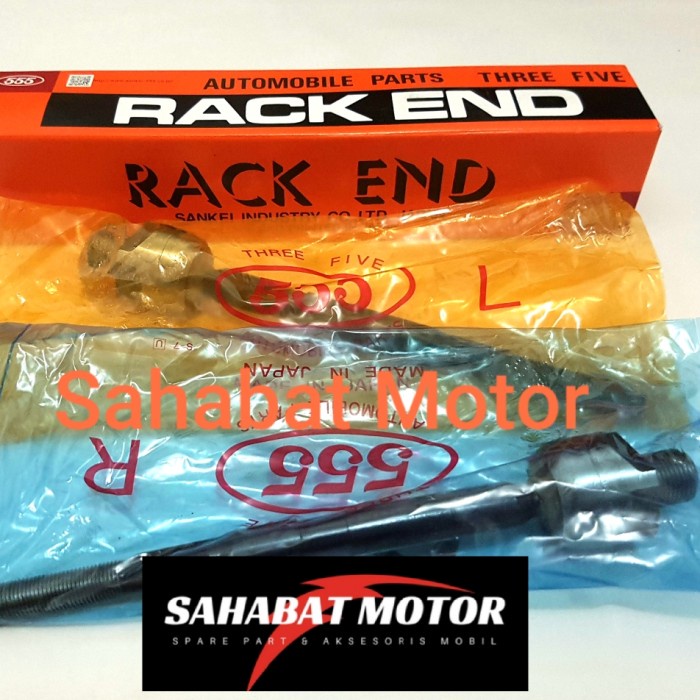 555
AUTOMOBILE PARTS THREE FIVE
RACK END
RACK END
SANKEI INDUSTRY CO., LTD.
THREE FIVE
555
L
MADE IN JAPAN
Sahabat Motor
R
555
SAHABAT MOTOR
SPARE PART & AKSESORIS MOBIL